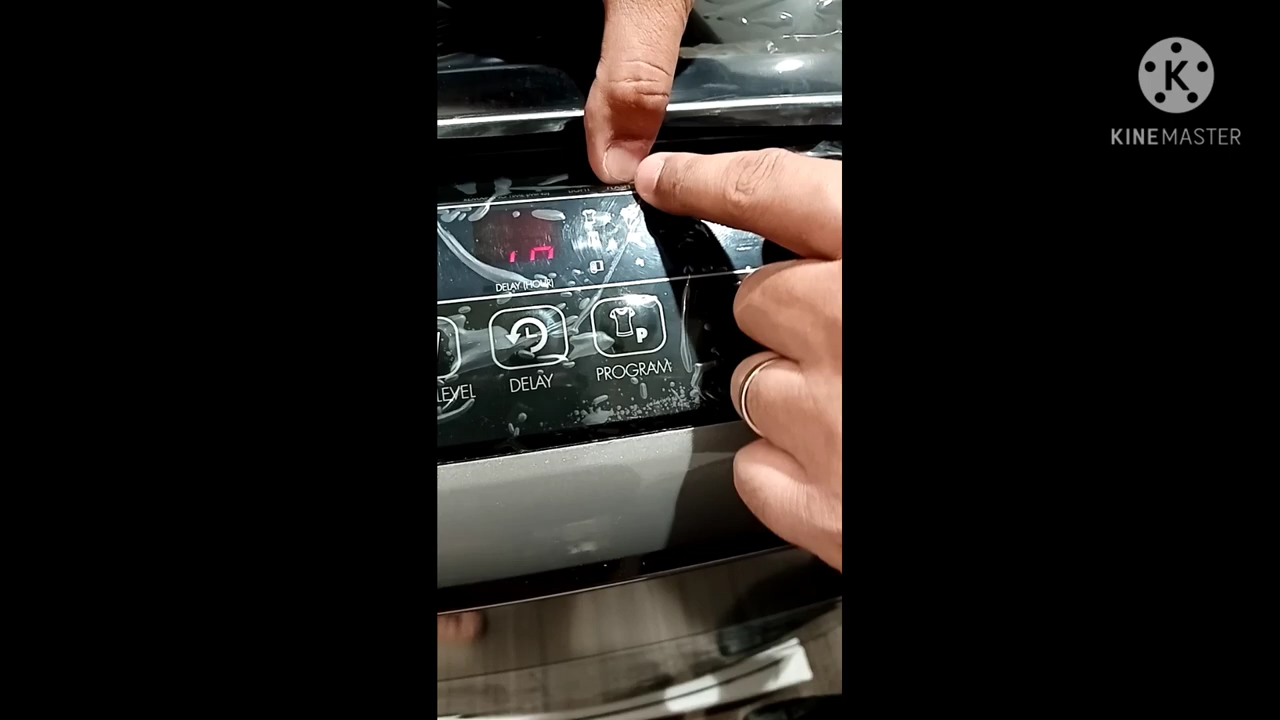 KINEMASTER
DELAY (HOUR)
P
LEVEL
DELAY
PROGRAM